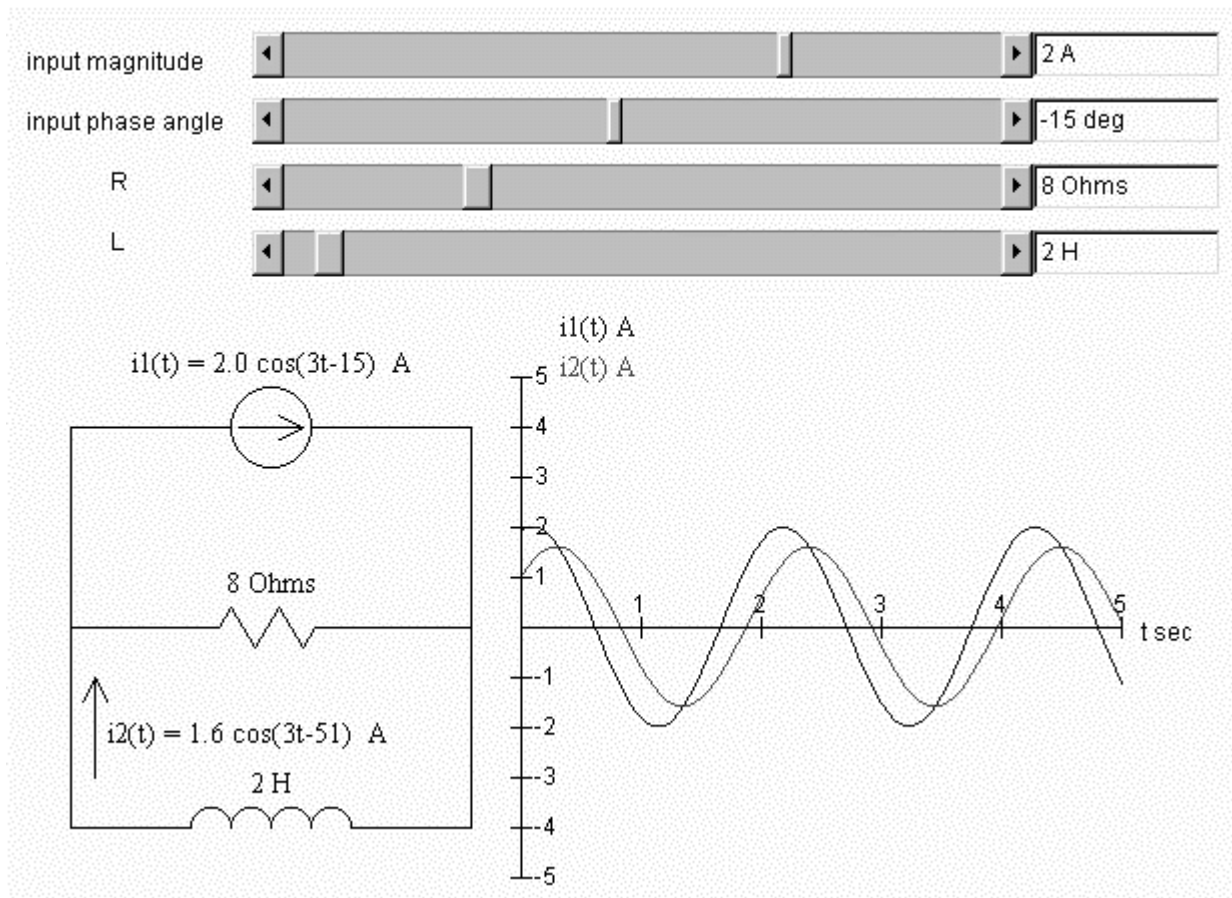 input magnitude 2 A
input phase angle -15 deg
R 8 Ohms
L 2 H
i1(t) A
i2(t) A
i1(t) = 2.0 cos(3t-15) A
8 Ohms
i2(t) = 1.6 cos(3t-51) A
2 H
5
4
3
2
1
-1
-2
-3
-4
-5
1 2 3 4 5
t sec